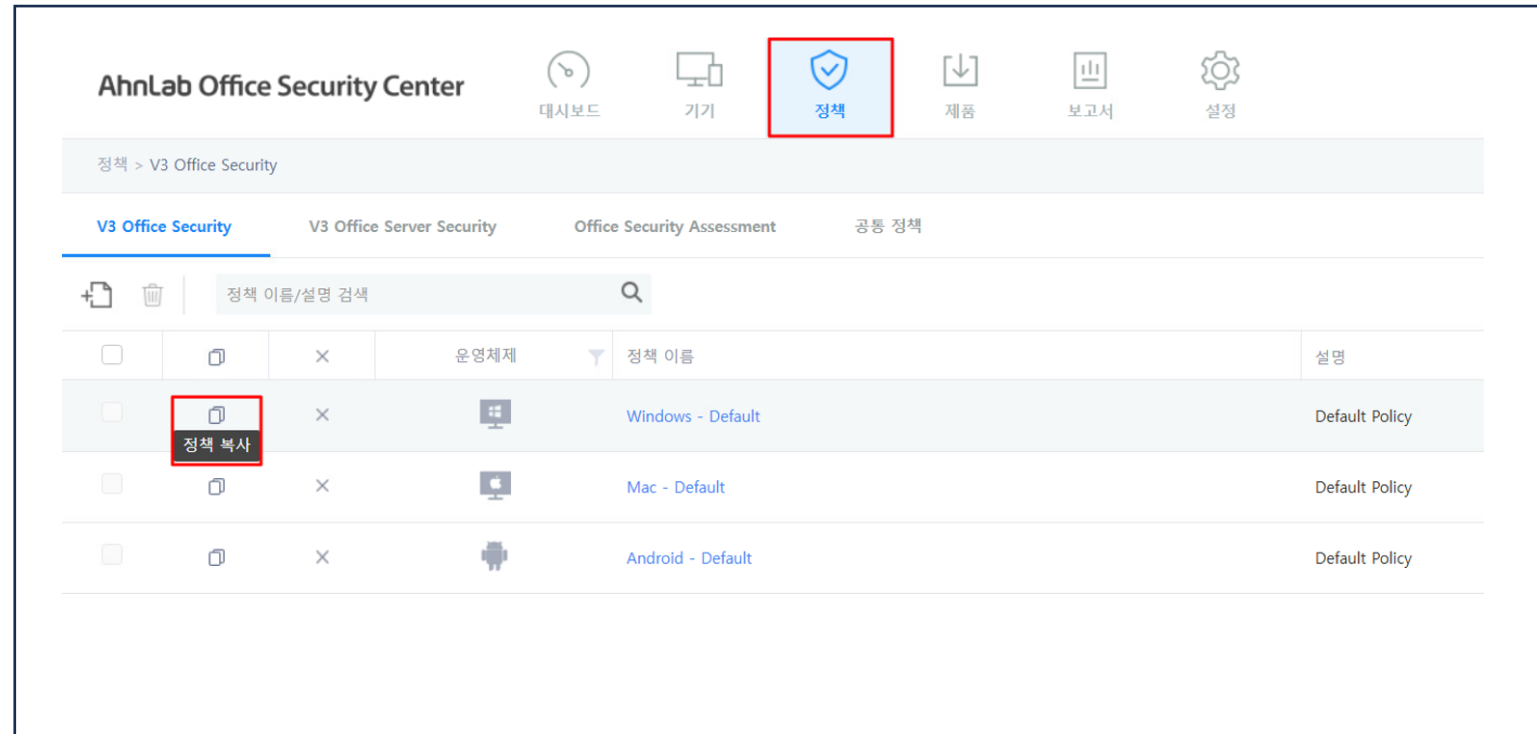 AhnLab Office Security Center
대시보드
기기
정책
제품
보고서
설정
정책 > V3 Office Security
V3 Office Security
V3 Office Server Security
Office Security Assessment
공통 정책
정책 이름/설명 검색
운영체제
정책 이름
설명
Windows - Default
Default Policy
정책 복사
Mac - Default
Default Policy
Android - Default
Default Policy